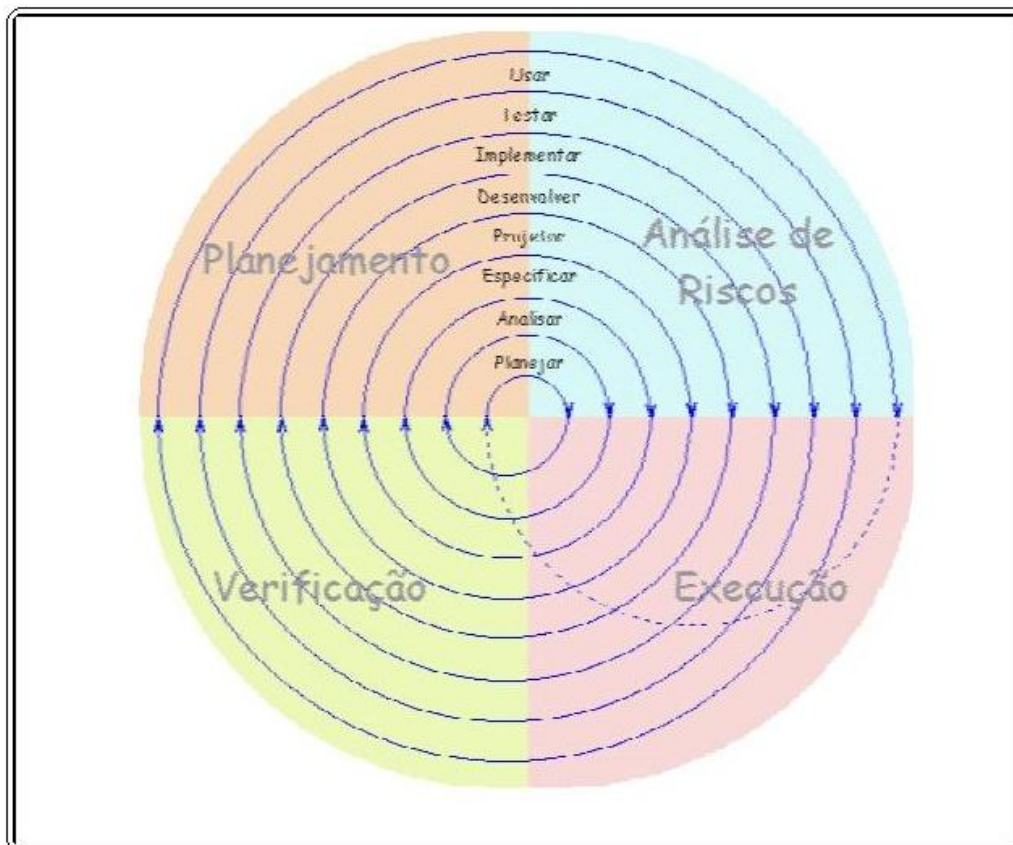 Usar
Testar
Implementar
Desenvolver
Projetar
Especificar
Analisar
Planejar
Planejamento
Análise de
Riscos
Verificação
Execução